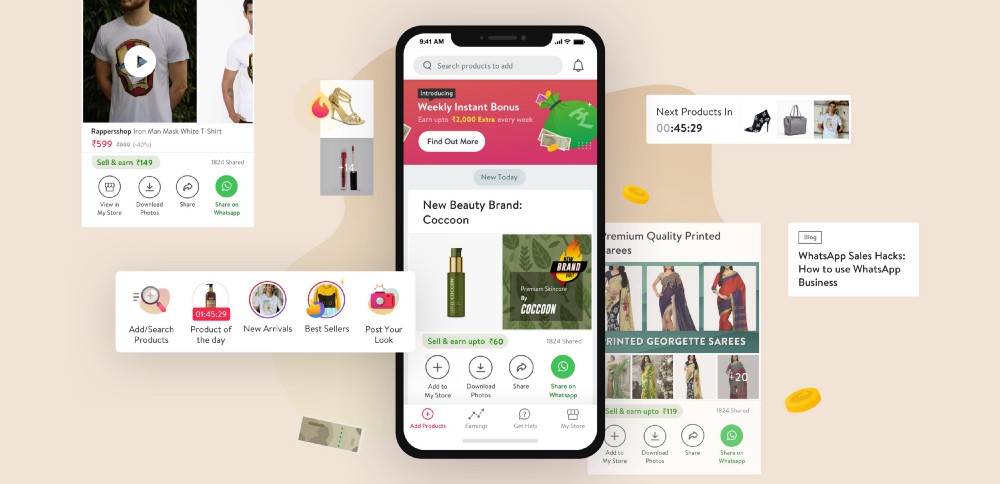 Rappersshop Iron Man Mask White T-Shirt
₹599
(-40%)
Sell & earn ₹149
1824 Shared
View in
My Store
Download
Photos
Share
Share on
Whatsapp
+14
Add/Search
Products
01:45:29
Product of
the day
New Arrivals
Best Sellers
Post Your
Look
9:41 AM
Search products to add
Introducing
Weekly Instant Bonus
Earn upto ₹2,000 Extra every week
Find Out More
New Today
New Beauty Brand:
Coccoon
COCCOON
NEW
BRAND
Premium Skincare
By
COCCOON
Sell & earn upto ₹60
1824 Shared
Add to
My Store
Download
Photos
Share
Share on
Whatsapp
Add Products
Earnings
Get Help
My Store
Next Products In
00:45:29
Premium Quality Printed
arees
RINTED GEORGETTE SAREES
+20
Sell & earn upto ₹119
1824 Shared
Add to
My Store
Download
Photos
Share
Share on
Whatsapp
Blog
WhatsApp Sales Hacks:
How to use WhatsApp
Business